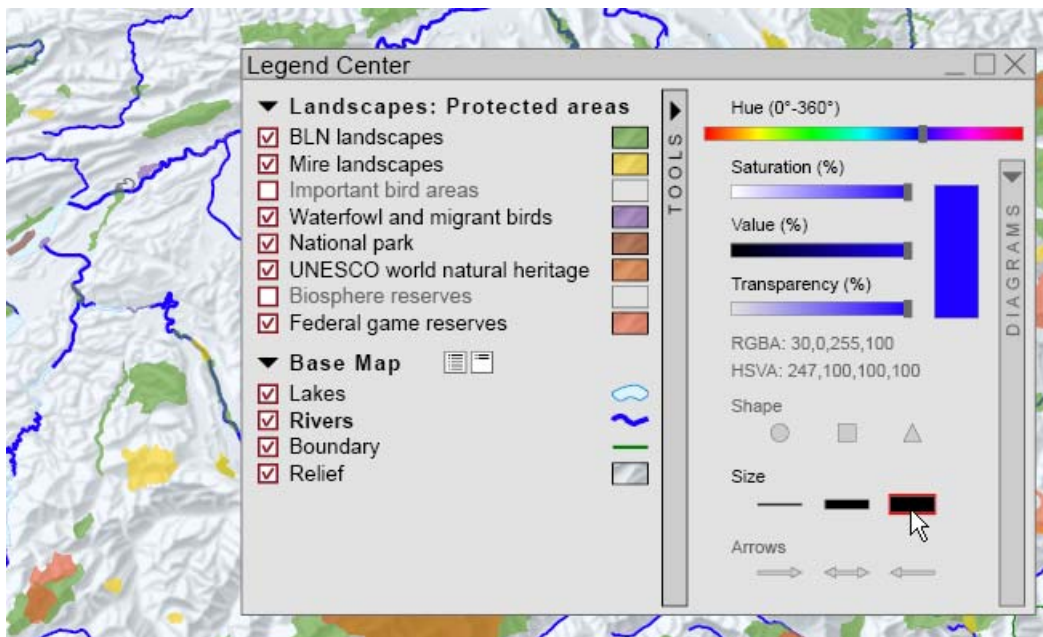 Legend Center
Landscapes: Protected areas
BLN landscapes
Mire landscapes
Important bird areas
Waterfowl and migrant birds
National park
UNESCO world natural heritage
Biosphere reserves
Federal game reserves
Base Map
Lakes
Rivers
Boundary
Relief
TOOLS
Hue (0°-360°)
Saturation (%)
Value (%)
Transparency (%)
RGBA: 30,0,255,100
HSVA: 247,100,100,100
Shape
Size
Arrows
DIAGRAMS